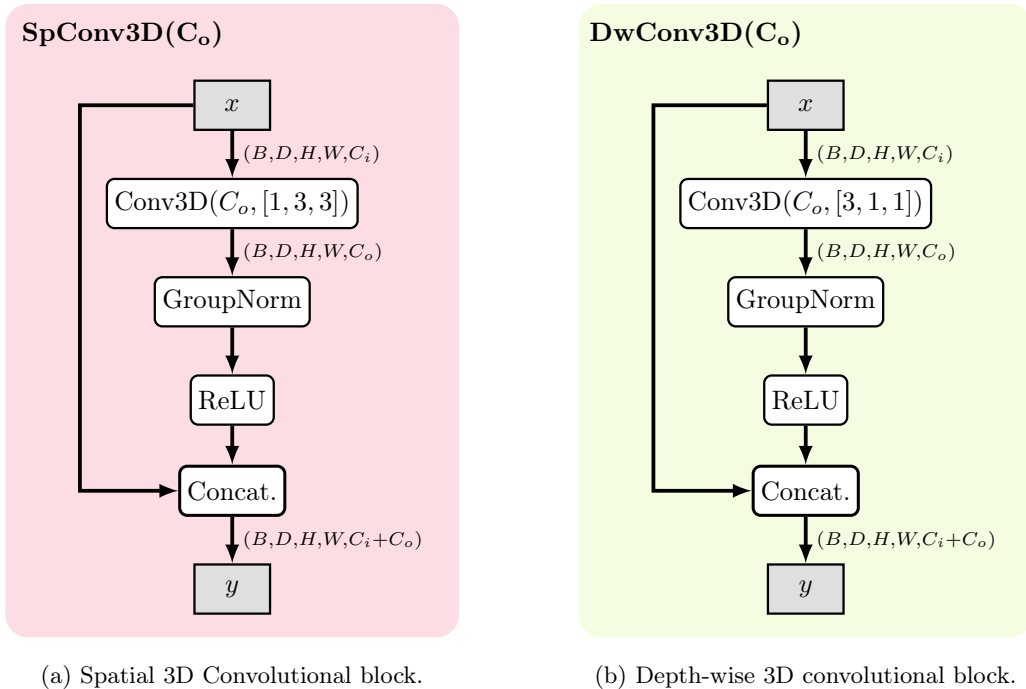 SpConv3D(Cₒ)
x
(B,D,H,W,Cᵢ)
Conv3D(Cₒ, [1, 3, 3])
(B,D,H,W,Cₒ)
GroupNorm
ReLU
Concat.
(B,D,H,W,Cᵢ+Cₒ)
y
(a) Spatial 3D Convolutional block.
DwConv3D(Cₒ)
x
(B,D,H,W,Cᵢ)
Conv3D(Cₒ, [3, 1, 1])
(B,D,H,W,Cₒ)
GroupNorm
ReLU
Concat.
(B,D,H,W,Cᵢ+Cₒ)
y
(b) Depth-wise 3D convolutional block.